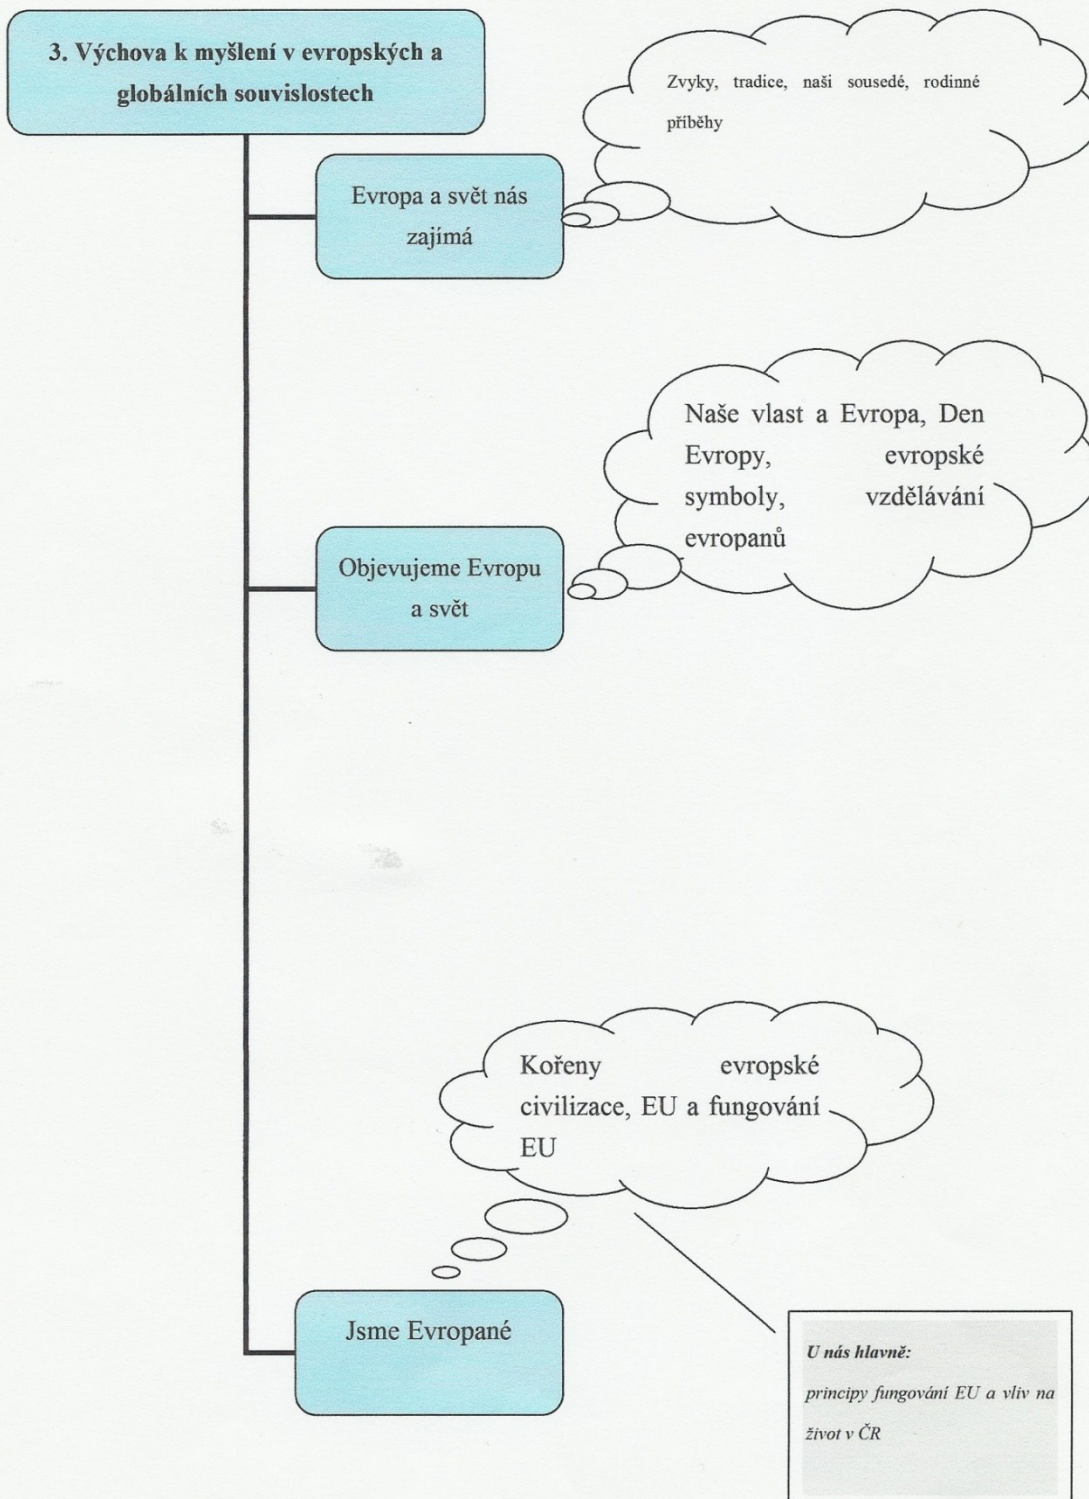 3. Výchova k myšlení v evropských a
globálních souvislostech
Zvyky, tradice, naši sousedé, rodinné
příběhy
Evropa a svět nás
zajímá
Naše vlast a Evropa, Den
Evropy, evropské
symboly, vzdělávání
evropanů
Objevujeme Evropu
a svět
Kořeny evropské
civilizace, EU a fungování
EU
Jsme Evropané
U nás hlavně:
principy fungování EU a vliv na
život v ČR